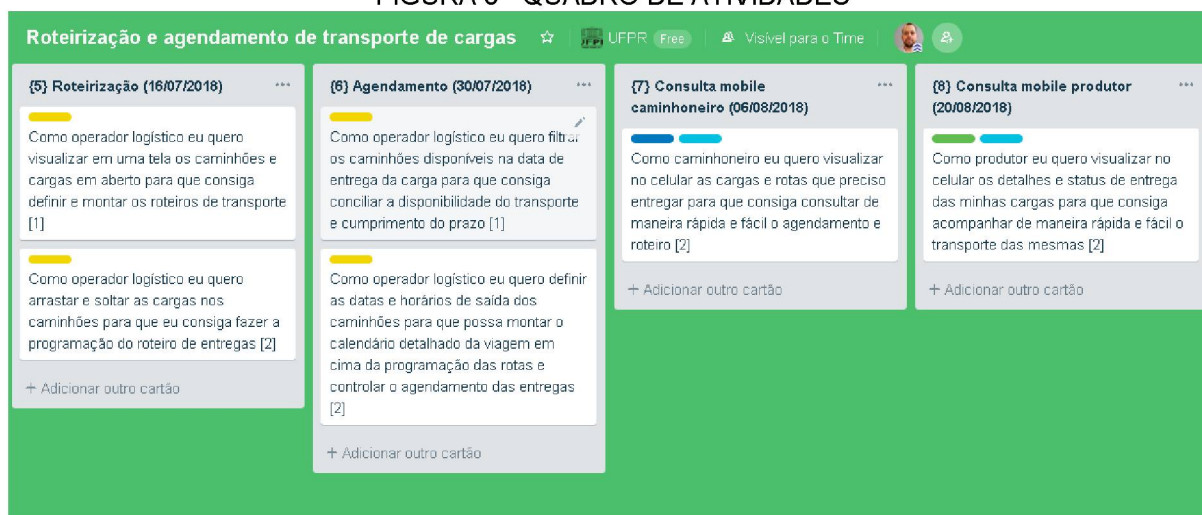 FIGURA 6 - QUADRO DE ATIVIDADES
Roteirização e agendamento de transporte de cargas
UFPR Free
Visível para o Time
{5} Roteirização (16/07/2018)
Como operador logístico eu quero
visualizar em uma tela os caminhões e
cargas em aberto para que consiga
definir e montar os roteiros de transporte
[1]
Como operador logístico eu quero
arrastar e soltar as cargas nos
caminhões para que eu consiga fazer a
programação do roteiro de entregas [2]
+ Adicionar outro cartão
{6} Agendamento (30/07/2018)
Como operador logístico eu quero filtrar
os caminhões disponíveis na data de
entrega da carga para que consiga
conciliar a disponibilidade do transporte
e cumprimento do prazo [1]
Como operador logístico eu quero definir
as datas e horários de saída dos
caminhões para que possa montar o
calendário detalhado da viagem em
cima da programação das rotas e
controlar o agendamento das entregas
[2]
+ Adicionar outro cartão
{7} Consulta mobile
caminhoneiro (06/08/2018)
Como caminhoneiro eu quero visualizar
no celular as cargas e rotas que preciso
entregar para que consiga consultar de
maneira rápida e fácil o agendamento e
roteiro [2]
+ Adicionar outro cartão
{8} Consulta mobile produtor
(20/08/2018)
Como produtor eu quero visualizar no
celular os detalhes e status de entrega
das minhas cargas para que consiga
acompanhar de maneira rápida e fácil o
transporte das mesmas [2]
+ Adicionar outro cartão